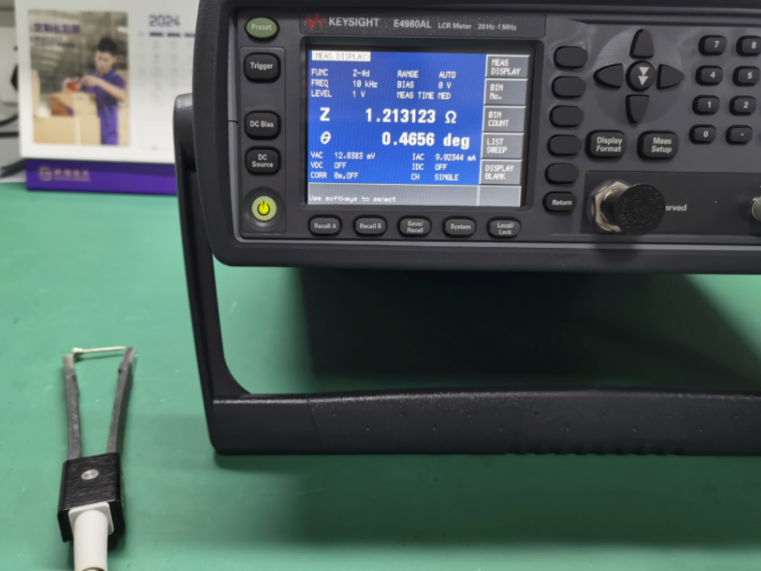 2024
Preset
KEYSIGHT E4980AL LCR Meter 20Hz-1MHz
Trigger
DC Bias
DC Source
MEAS DISPLAY
FUNC Z-θd RANGE AUTO
FREQ 10 kHz BIAS 0 V
LEVEL 1 V MEAS TIME MED
Z 1.213123 Ω
θ 0.4656 deg
VAC 12.0383 mV IAC 9.92344 mA
VDC OFF IDC OFF
CORR 0m,OFF CH SINGLE
Use softkeys to select
MEAS DISPLAY
BIN No.
BIN COUNT
LIST SWEEP
DISPLAY BLANK
7
8
4
5
1
2
0
.
Display Format
Meas Setup
Return
erved
Recall A
Recall B
Save/ Recall
System
Local/ Lock